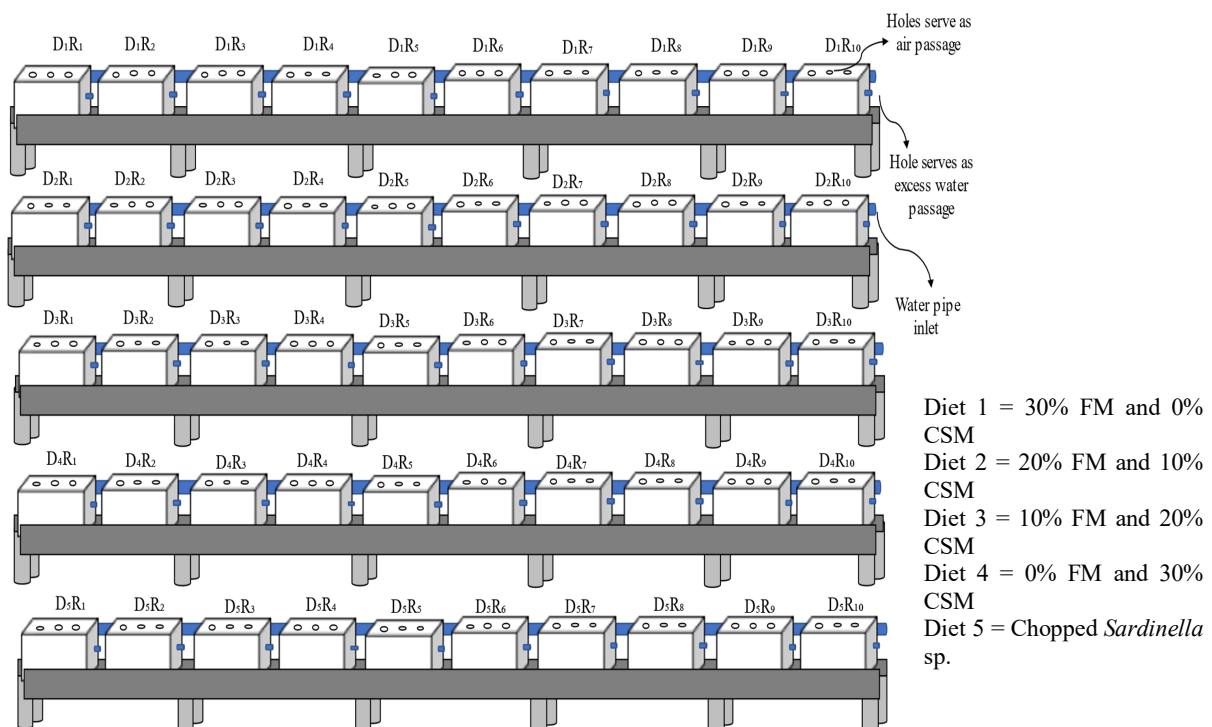 D₁R₁ D₁R₂ D₁R₃ D₁R₄ D₁R₅ D₁R₆ D₁R₇ D₁R₈ D₁R₉ D₁R₁₀
Holes serve as
air passage
D₂R₁ D₂R₂ D₂R₃ D₂R₄ D₂R₅ D₂R₆ D₂R₇ D₂R₈ D₂R₉ D₂R₁₀
Hole serves as
excess water
passage
D₃R₁ D₃R₂ D₃R₃ D₃R₄ D₃R₅ D₃R₆ D₃R₇ D₃R₈ D₃R₉ D₃R₁₀
Water pipe
inlet
D₄R₁ D₄R₂ D₄R₃ D₄R₄ D₄R₅ D₄R₆ D₄R₇ D₄R₈ D₄R₉ D₄R₁₀
D₅R₁ D₅R₂ D₅R₃ D₅R₄ D₅R₅ D₅R₆ D₅R₇ D₅R₈ D₅R₉ D₅R₁₀
Diet 1 = 30% FM and 0%
CSM
Diet 2 = 20% FM and 10%
CSM
Diet 3 = 10% FM and 20%
CSM
Diet 4 = 0% FM and 30%
CSM
Diet 5 = Chopped Sardinella
sp.